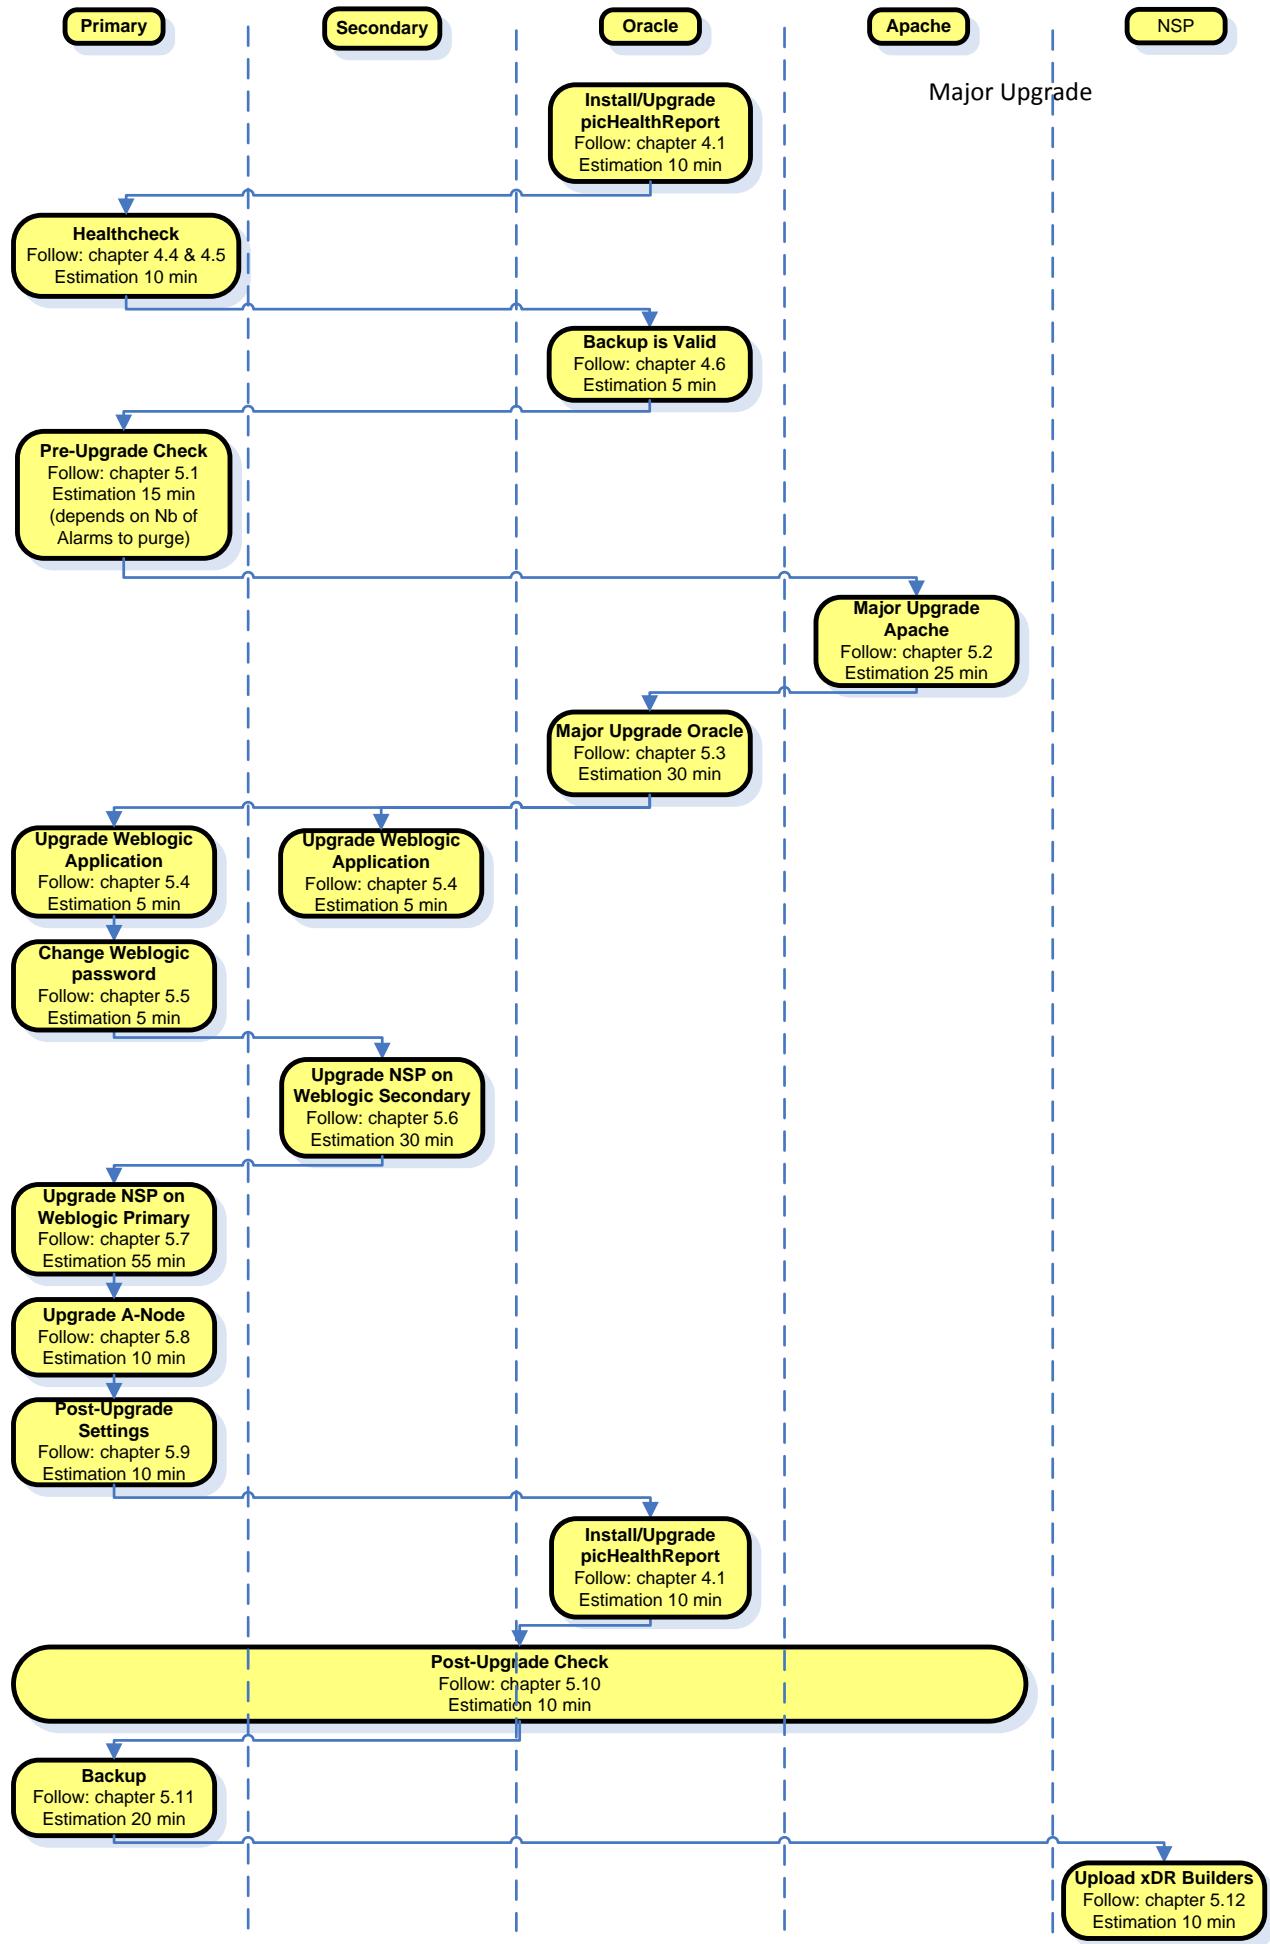 Primary
Secondary
Oracle
Apache
NSP
Major Upgrade
Install/Upgrade
picHealthReport
Follow: chapter 4.1
Estimation 10 min
Healthcheck
Follow: chapter 4.4 & 4.5
Estimation 10 min
Backup is Valid
Follow: chapter 4.6
Estimation 5 min
Pre-Upgrade Check
Follow: chapter 5.1
Estimation 15 min
(depends on Nb of
Alarms to purge)
Major Upgrade
Apache
Follow: chapter 5.2
Estimation 25 min
Major Upgrade Oracle
Follow: chapter 5.3
Estimation 30 min
Upgrade Weblogic
Application
Follow: chapter 5.4
Estimation 5 min
Upgrade Weblogic
Application
Follow: chapter 5.4
Estimation 5 min
Change Weblogic
password
Follow: chapter 5.5
Estimation 5 min
Upgrade NSP on
Weblogic Secondary
Follow: chapter 5.6
Estimation 30 min
Upgrade NSP on
Weblogic Primary
Follow: chapter 5.7
Estimation 55 min
Upgrade A-Node
Follow: chapter 5.8
Estimation 10 min
Post-Upgrade
Settings
Follow: chapter 5.9
Estimation 10 min
Install/Upgrade
picHealthReport
Follow: chapter 4.1
Estimation 10 min
Post-Upgrade Check
Follow: chapter 5.10
Estimation 10 min
Backup
Follow: chapter 5.11
Estimation 20 min
Upload xDR Builders
Follow: chapter 5.12
Estimation 10 min